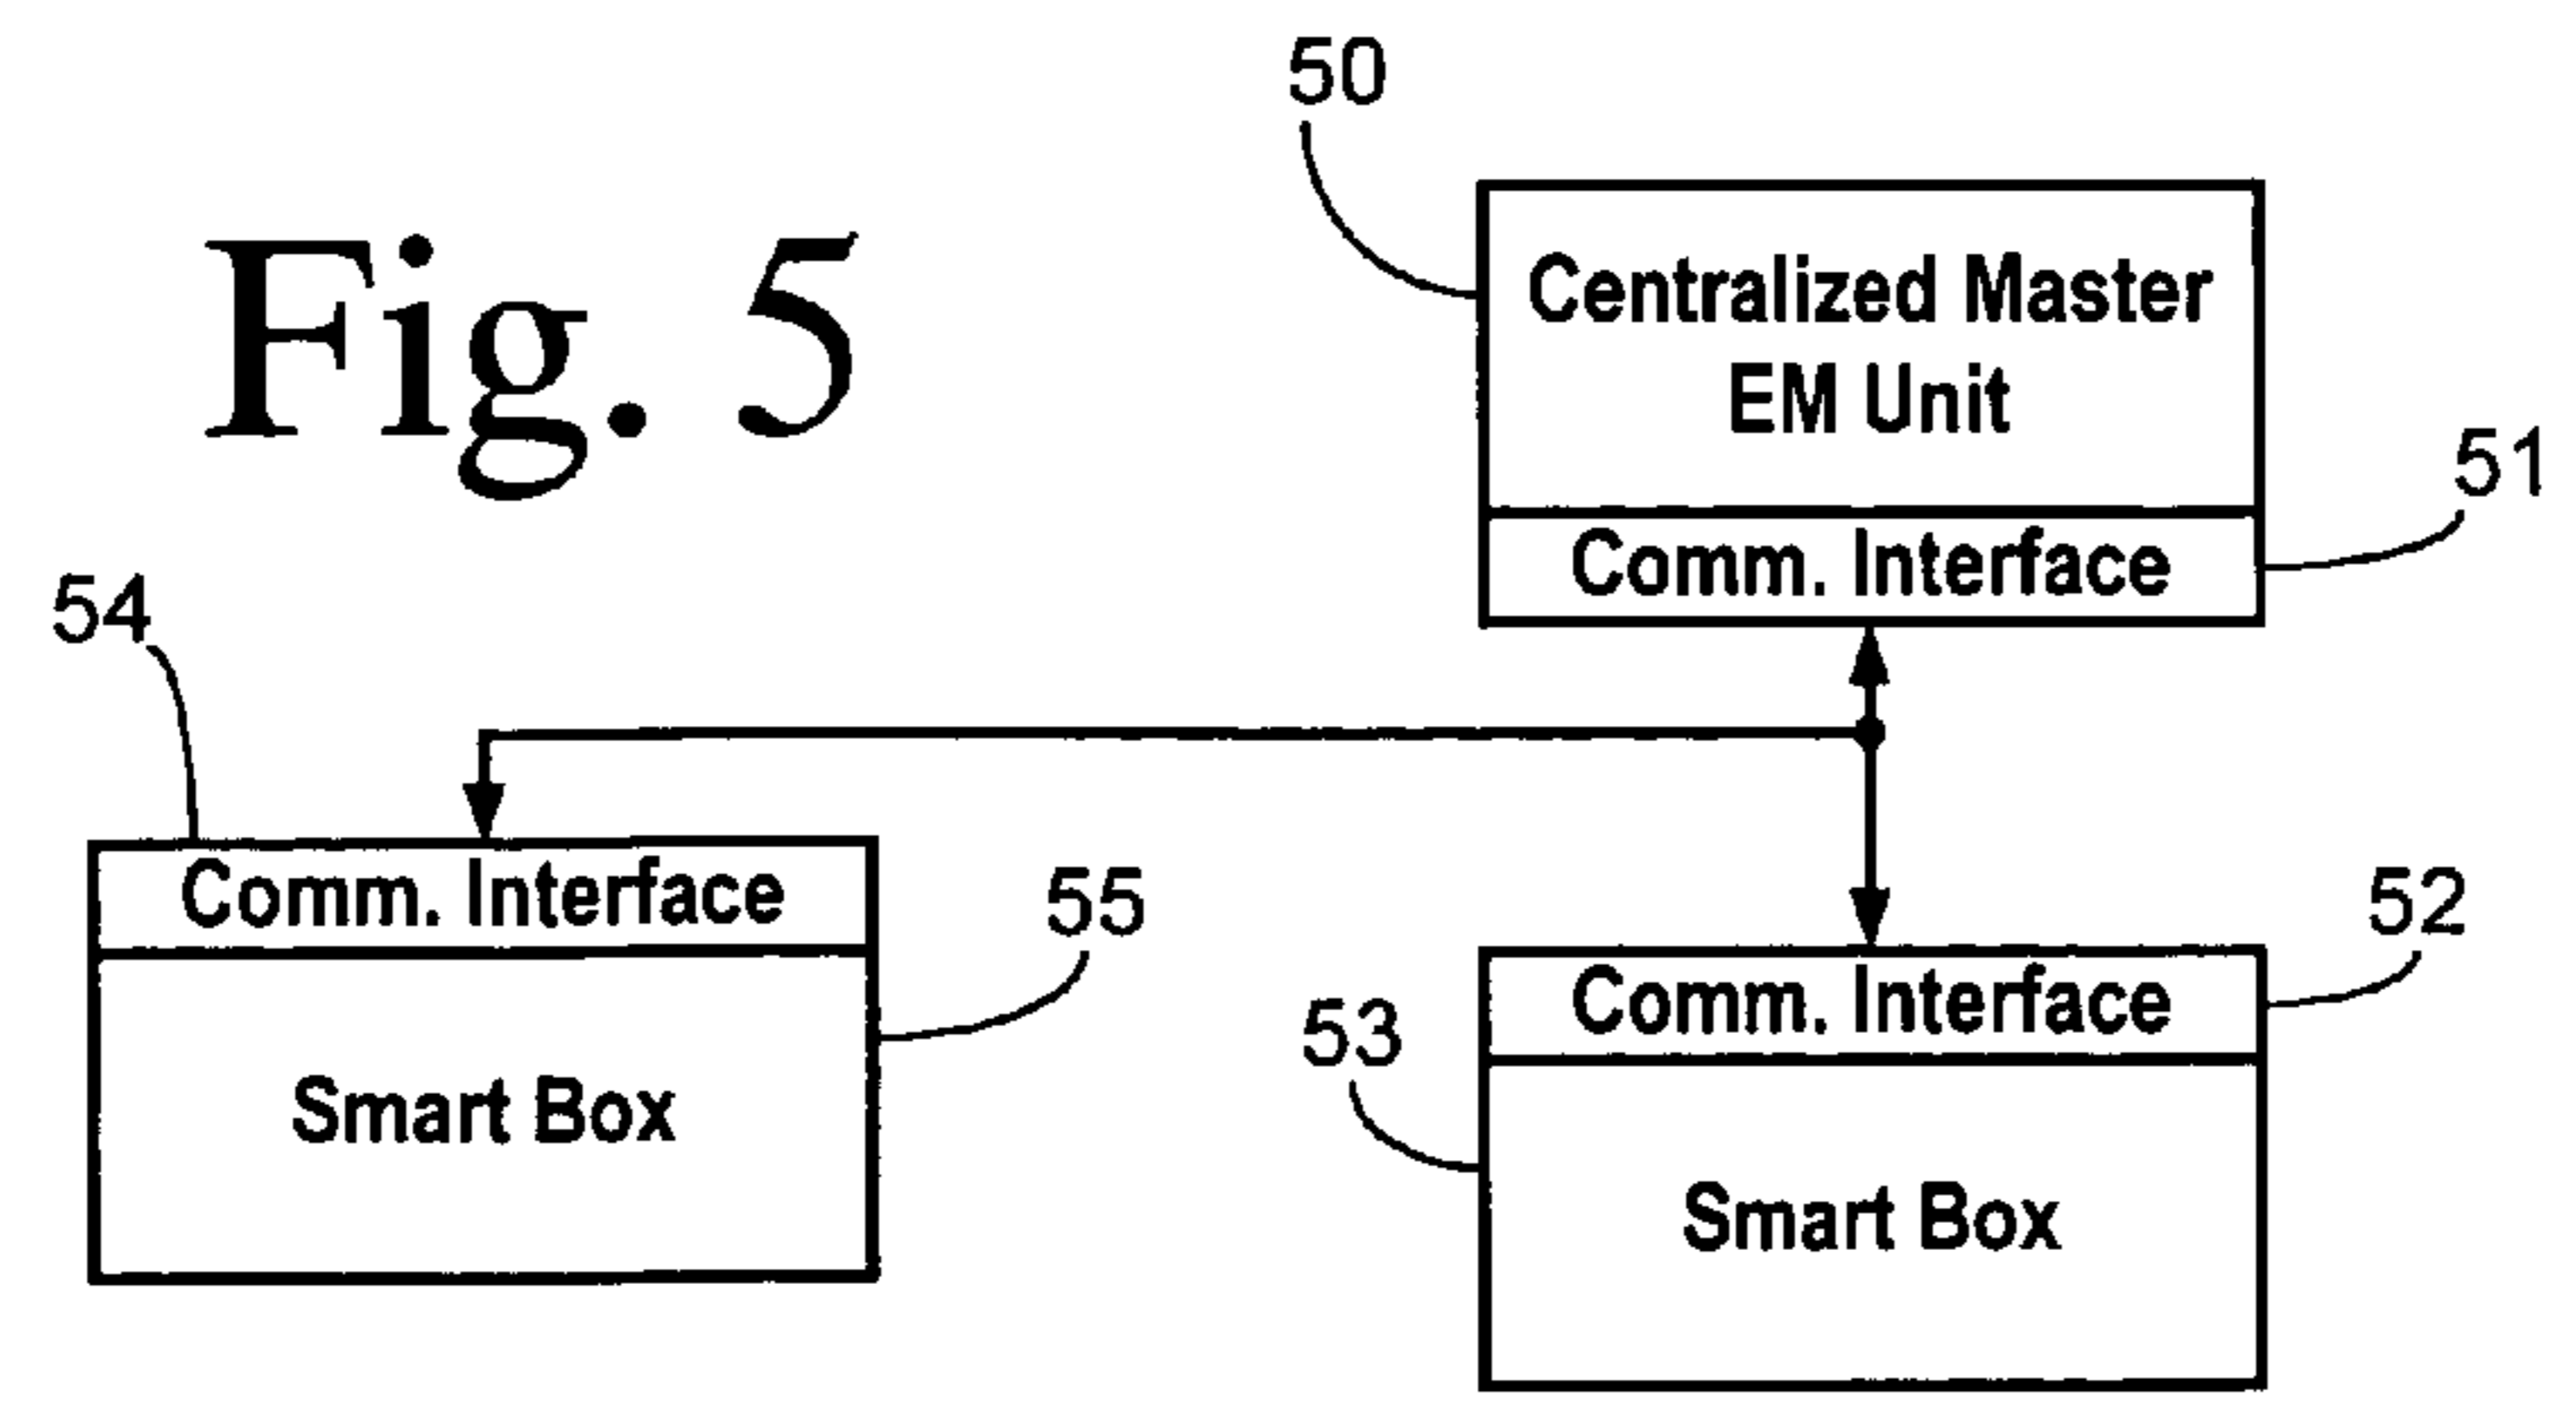 Fig. 5
50
Centralized Master
EM Unit
51
Comm. Interface
54
Comm. Interface
55
Smart Box
52
Comm. Interface
53
Smart Box